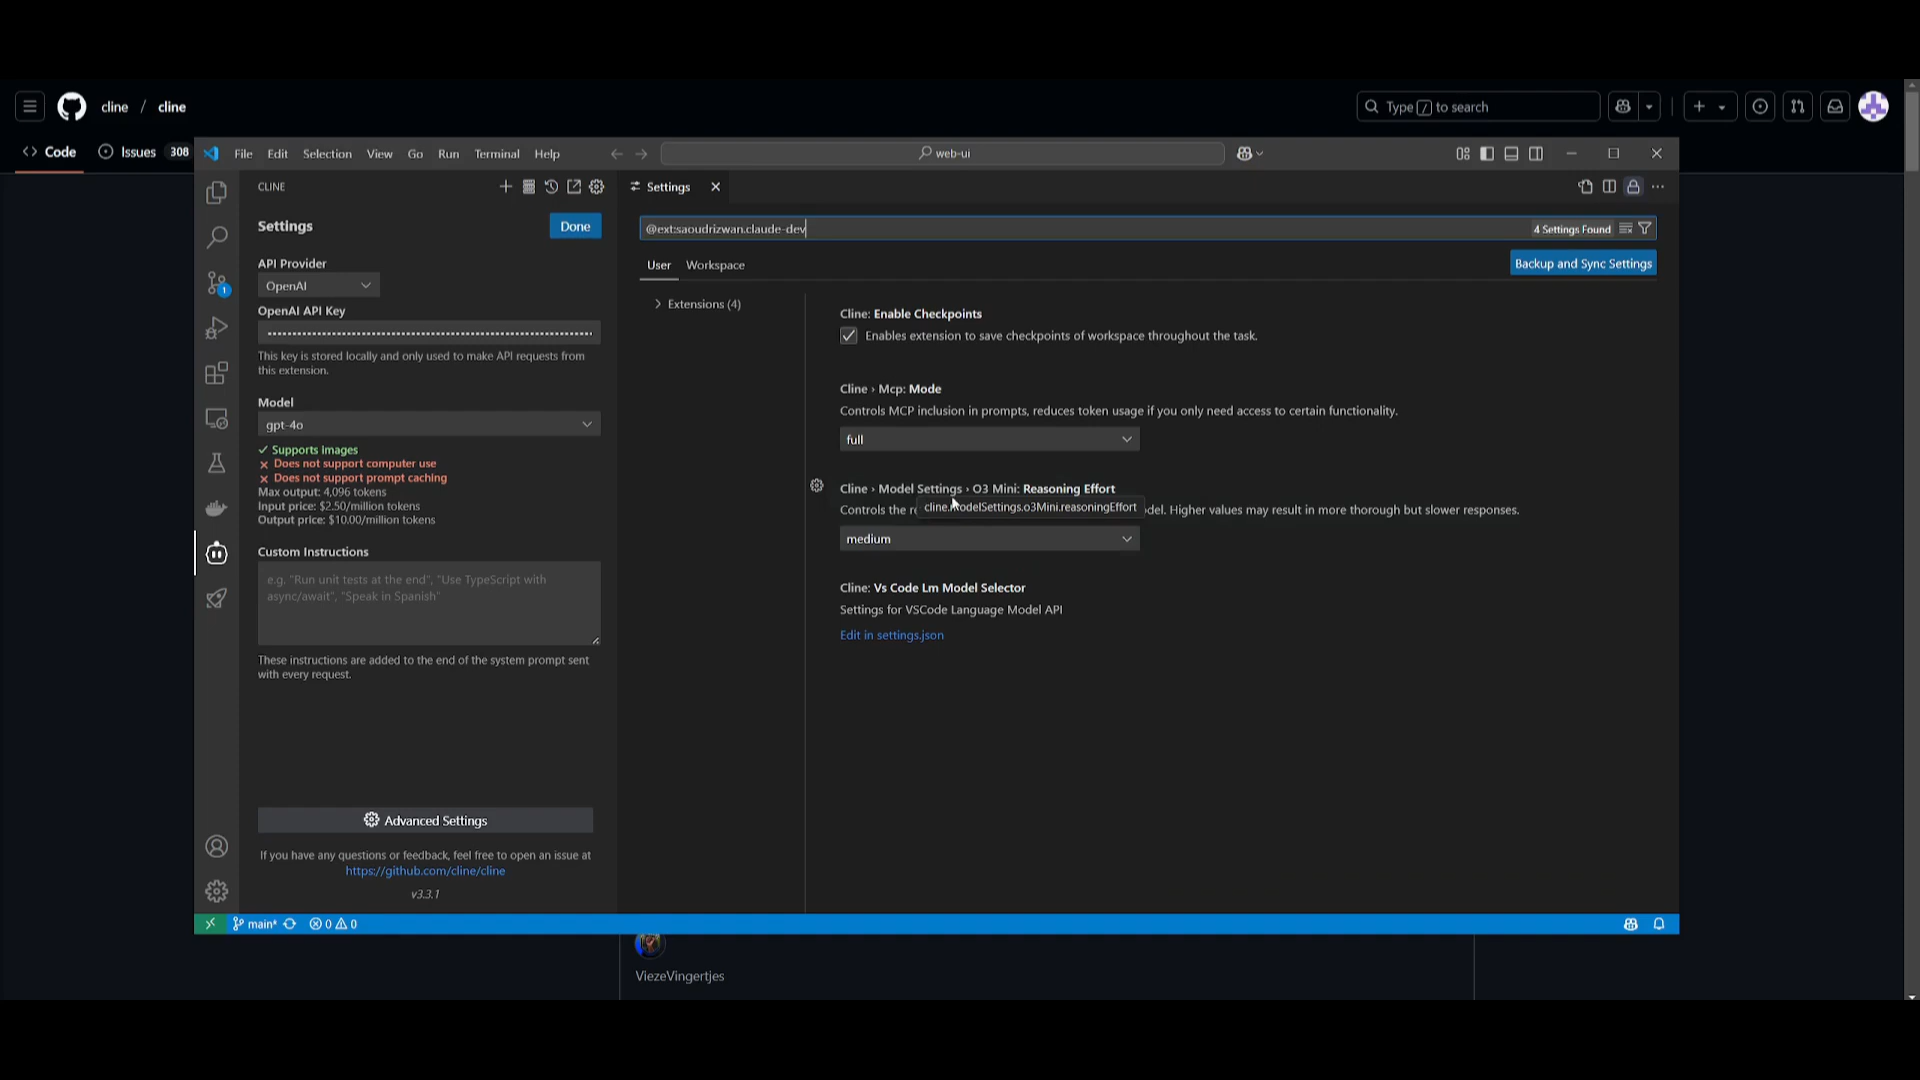 cline / cline
Type / to search
Code
Issues 308
File Edit Selection View Go Run Terminal Help
web-ui
CLINE
Settings
Done
API Provider
OpenAI
OpenAI API Key
This key is stored locally and only used to make API requests from
this extension.
Model
gpt-4o
Supports images
Does not support computer use
Does not support prompt caching
Max output: 4,096 tokens
Input price: $2.50/million tokens
Output price: $10.00/million tokens
Custom Instructions
e.g. "Run unit tests at the end", "Use TypeScript with
async/await", "Speak in Spanish"
These instructions are added to the end of the system prompt sent
with every request.
Advanced Settings
If you have any questions or feedback, feel free to open an issue at
https://github.com/cline/cline
v3.3.1
Settings
@ext:saoudrizwan.claude-dev
4 Settings Found
User Workspace
Backup and Sync Settings
Extensions (4)
Cline: Enable Checkpoints
Enables extension to save checkpoints of workspace throughout the task.
Cline › Mcp: Mode
Controls MCP inclusion in prompts, reduces token usage if you only need access to certain functionality.
full
Cline › Model Settings › O3 Mini: Reasoning Effort
Controls the
cline.modelSettings.o3Mini.reasoningEffort
Higher values may result in more thorough but slower responses.
medium
Cline: Vs Code Lm Model Selector
Settings for VSCode Language Model API
Edit in settings.json
1
main* 0 0
ViezeVingertjes